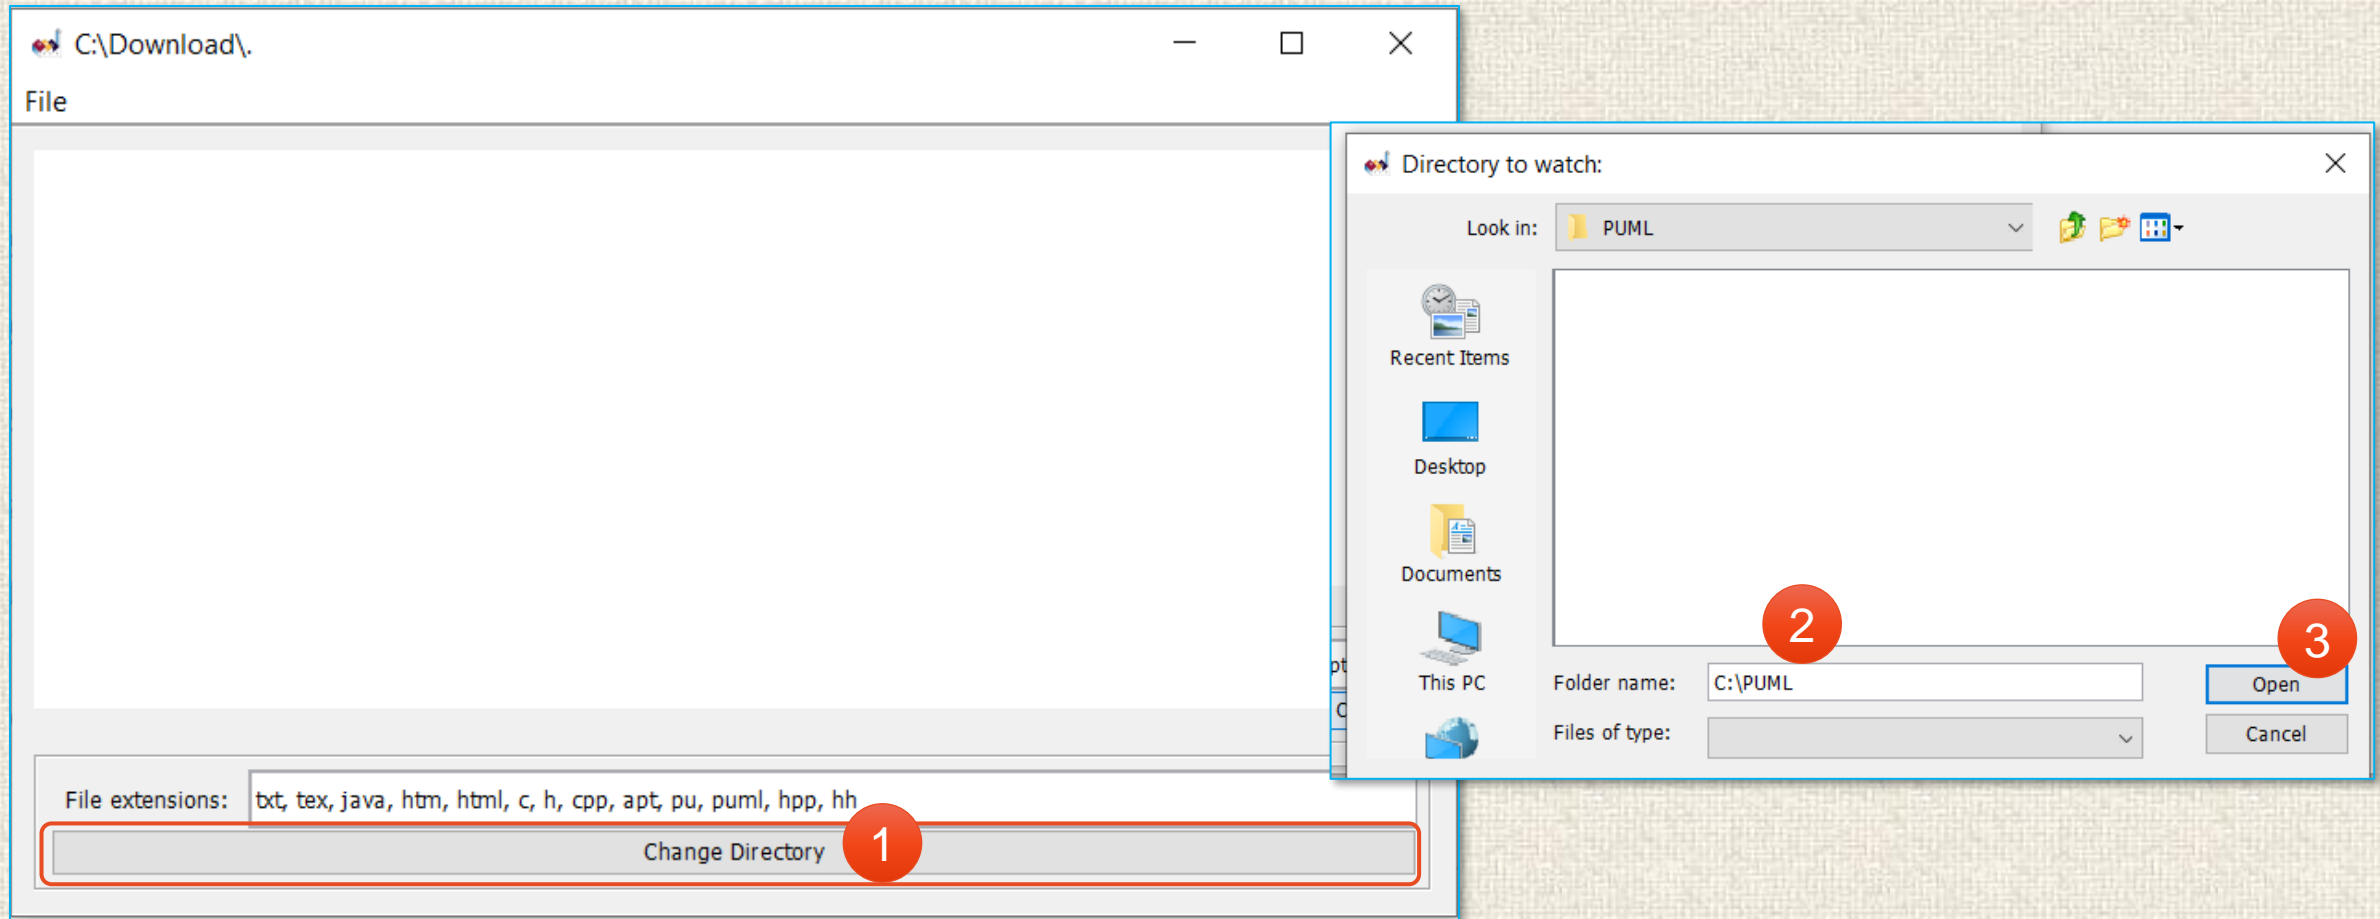 C:\Download\.
File
File extensions: txt, tex, java, htm, html, c, h, cpp, apt, pu, puml, hpp, hh
Change Directory
1
Directory to watch:
Look in: PUML
Recent Items
Desktop
Documents
This PC
2
3
Folder name: C:\PUML
Open
Files of type:
Cancel